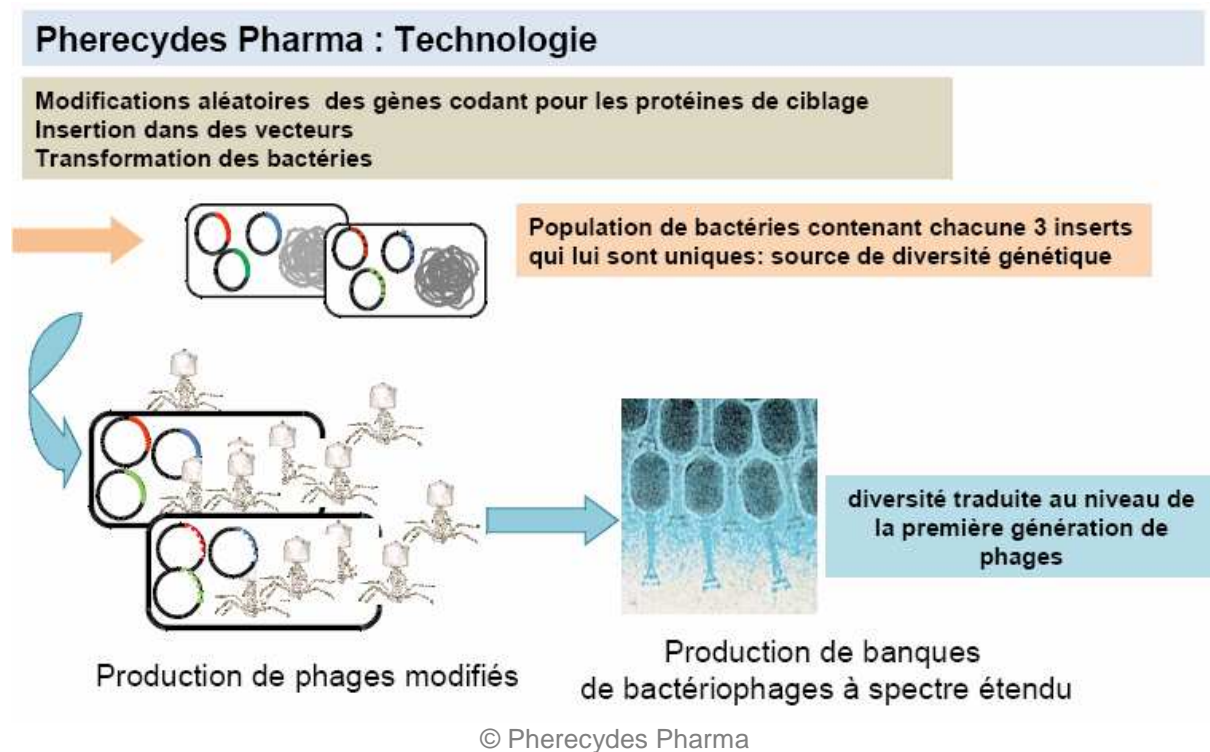 Pherecydes Pharma : Technologie
Modifications aléatoires des gènes codant pour les protéines de ciblage
Insertion dans des vecteurs
Transformation des bactéries
Population de bactéries contenant chacune 3 inserts
qui lui sont uniques: source de diversité génétique
diversité traduite au niveau de
la première génération de
phages
Production de phages modifiés
Production de banques
de bactériophages à spectre étendu
© Pherecydes Pharma